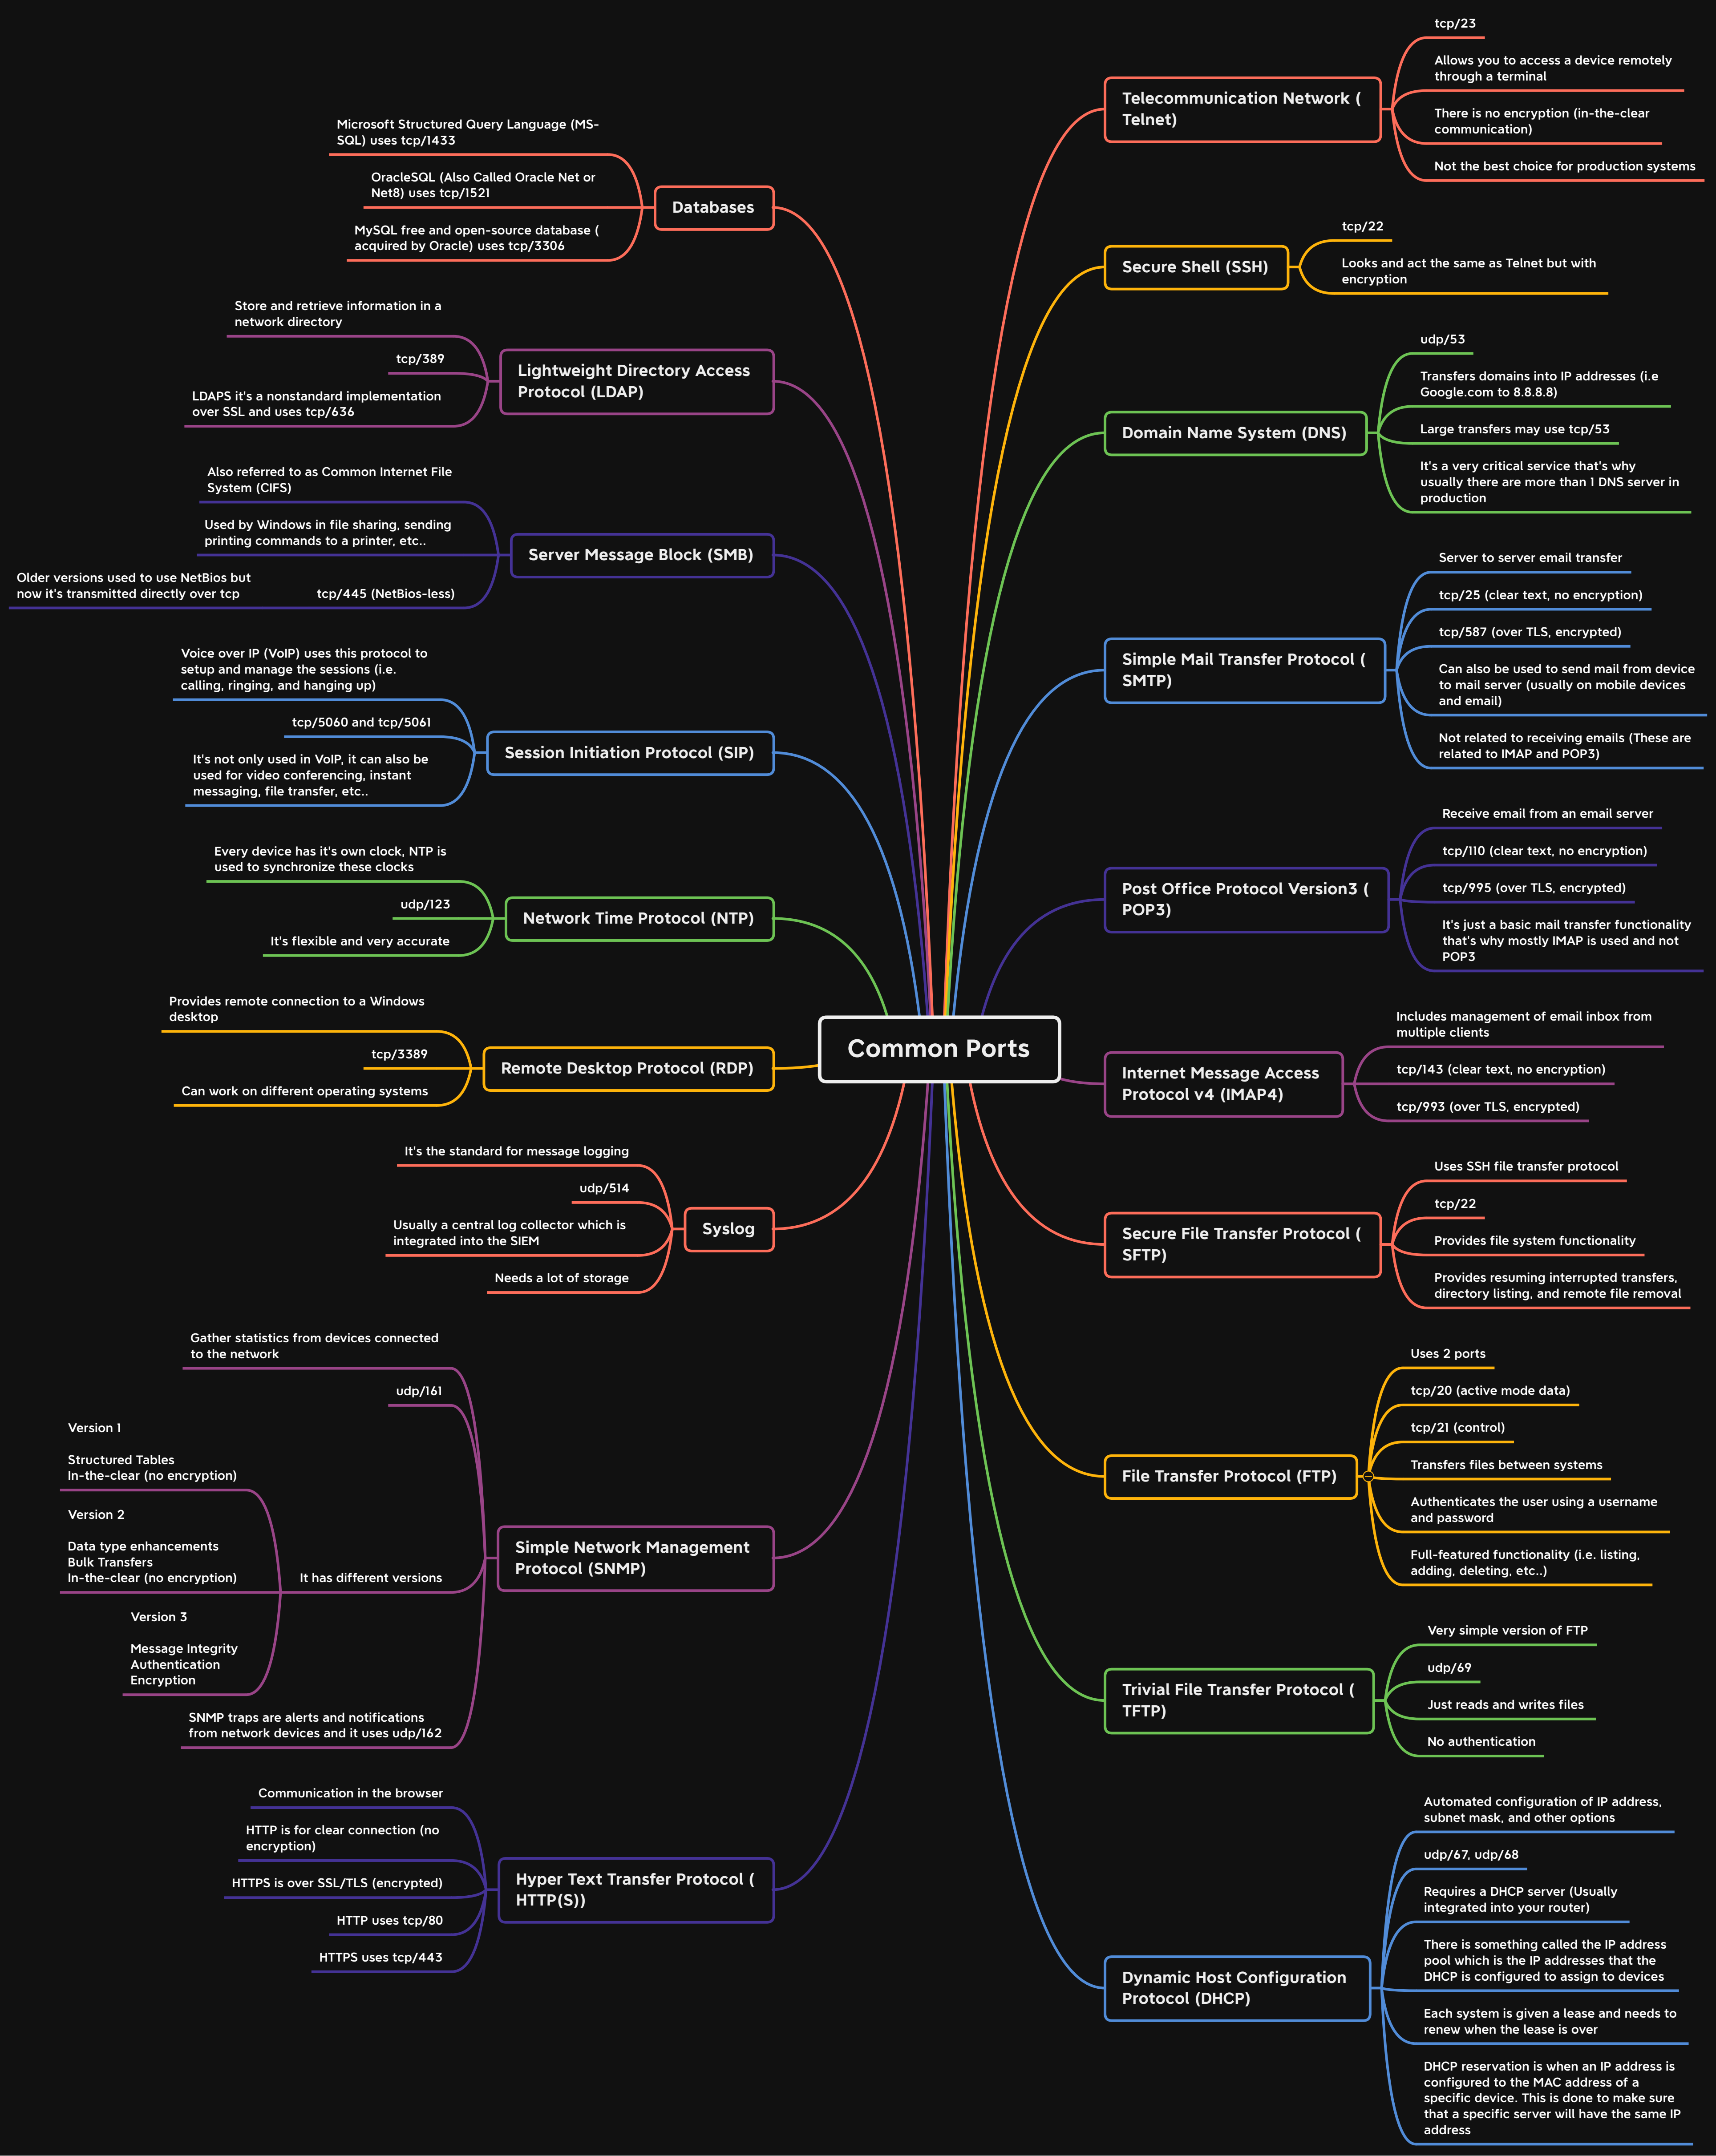 Common Ports
Telecommunication Network (
Telnet)
tcp/23
Allows you to access a device remotely
through a terminal
There is no encryption (in-the-clear
communication)
Not the best choice for production systems
Secure Shell (SSH)
tcp/22
Looks and act the same as Telnet but with
encryption
Domain Name System (DNS)
udp/53
Transfers domains into IP addresses (i.e
Google.com to 8.8.8.8)
Large transfers may use tcp/53
It's a very critical service that's why
usually there are more than 1 DNS server in
production
Simple Mail Transfer Protocol (
SMTP)
Server to server email transfer
tcp/25 (clear text, no encryption)
tcp/587 (over TLS, encrypted)
Can also be used to send mail from device
to mail server (usually on mobile devices
and email)
Not related to receiving emails (These are
related to IMAP and POP3)
Post Office Protocol Version3 (
POP3)
Receive email from an email server
tcp/110 (clear text, no encryption)
tcp/995 (over TLS, encrypted)
It's just a basic mail transfer functionality
that's why mostly IMAP is used and not
POP3
Internet Message Access
Protocol v4 (IMAP4)
Includes management of email inbox from
multiple clients
tcp/143 (clear text, no encryption)
tcp/993 (over TLS, encrypted)
Secure File Transfer Protocol (
SFTP)
Uses SSH file transfer protocol
tcp/22
Provides file system functionality
Provides resuming interrupted transfers,
directory listing, and remote file removal
File Transfer Protocol (FTP)
Uses 2 ports
tcp/20 (active mode data)
tcp/21 (control)
Transfers files between systems
Authenticates the user using a username
and password
Full-featured functionality (i.e. listing,
adding, deleting, etc..)
Trivial File Transfer Protocol (
TFTP)
Very simple version of FTP
udp/69
Just reads and writes files
No authentication
Dynamic Host Configuration
Protocol (DHCP)
Automated configuration of IP address,
subnet mask, and other options
udp/67, udp/68
Requires a DHCP server (Usually
integrated into your router)
There is something called the IP address
pool which is the IP addresses that the
DHCP is configured to assign to devices
Each system is given a lease and needs to
renew when the lease is over
DHCP reservation is when an IP address is
configured to the MAC address of a
specific device. This is done to make sure
that a specific server will have the same IP
address
Databases
Microsoft Structured Query Language (MS-
SQL) uses tcp/1433
OracleSQL (Also Called Oracle Net or
Net8) uses tcp/1521
MySQL free and open-source database (
acquired by Oracle) uses tcp/3306
Lightweight Directory Access
Protocol (LDAP)
Store and retrieve information in a
network directory
tcp/389
LDAPS it's a nonstandard implementation
over SSL and uses tcp/636
Server Message Block (SMB)
Also referred to as Common Internet File
System (CIFS)
Used by Windows in file sharing, sending
printing commands to a printer, etc..
tcp/445 (NetBios-less)
Older versions used to use NetBios but
now it's transmitted directly over tcp
Session Initiation Protocol (SIP)
Voice over IP (VoIP) uses this protocol to
setup and manage the sessions (i.e.
calling, ringing, and hanging up)
tcp/5060 and tcp/5061
It's not only used in VoIP, it can also be
used for video conferencing, instant
messaging, file transfer, etc..
Network Time Protocol (NTP)
Every device has it's own clock, NTP is
used to synchronize these clocks
udp/123
It's flexible and very accurate
Remote Desktop Protocol (RDP)
Provides remote connection to a Windows
desktop
tcp/3389
Can work on different operating systems
Syslog
It's the standard for message logging
udp/514
Usually a central log collector which is
integrated into the SIEM
Needs a lot of storage
Simple Network Management
Protocol (SNMP)
Gather statistics from devices connected
to the network
udp/161
It has different versions
Version 1
Structured Tables
In-the-clear (no encryption)
Version 2
Data type enhancements
Bulk Transfers
In-the-clear (no encryption)
Version 3
Message Integrity
Authentication
Encryption
SNMP traps are alerts and notifications
from network devices and it uses udp/162
Hyper Text Transfer Protocol (
HTTP(S))
Communication in the browser
HTTP is for clear connection (no
encryption)
HTTPS is over SSL/TLS (encrypted)
HTTP uses tcp/80
HTTPS uses tcp/443